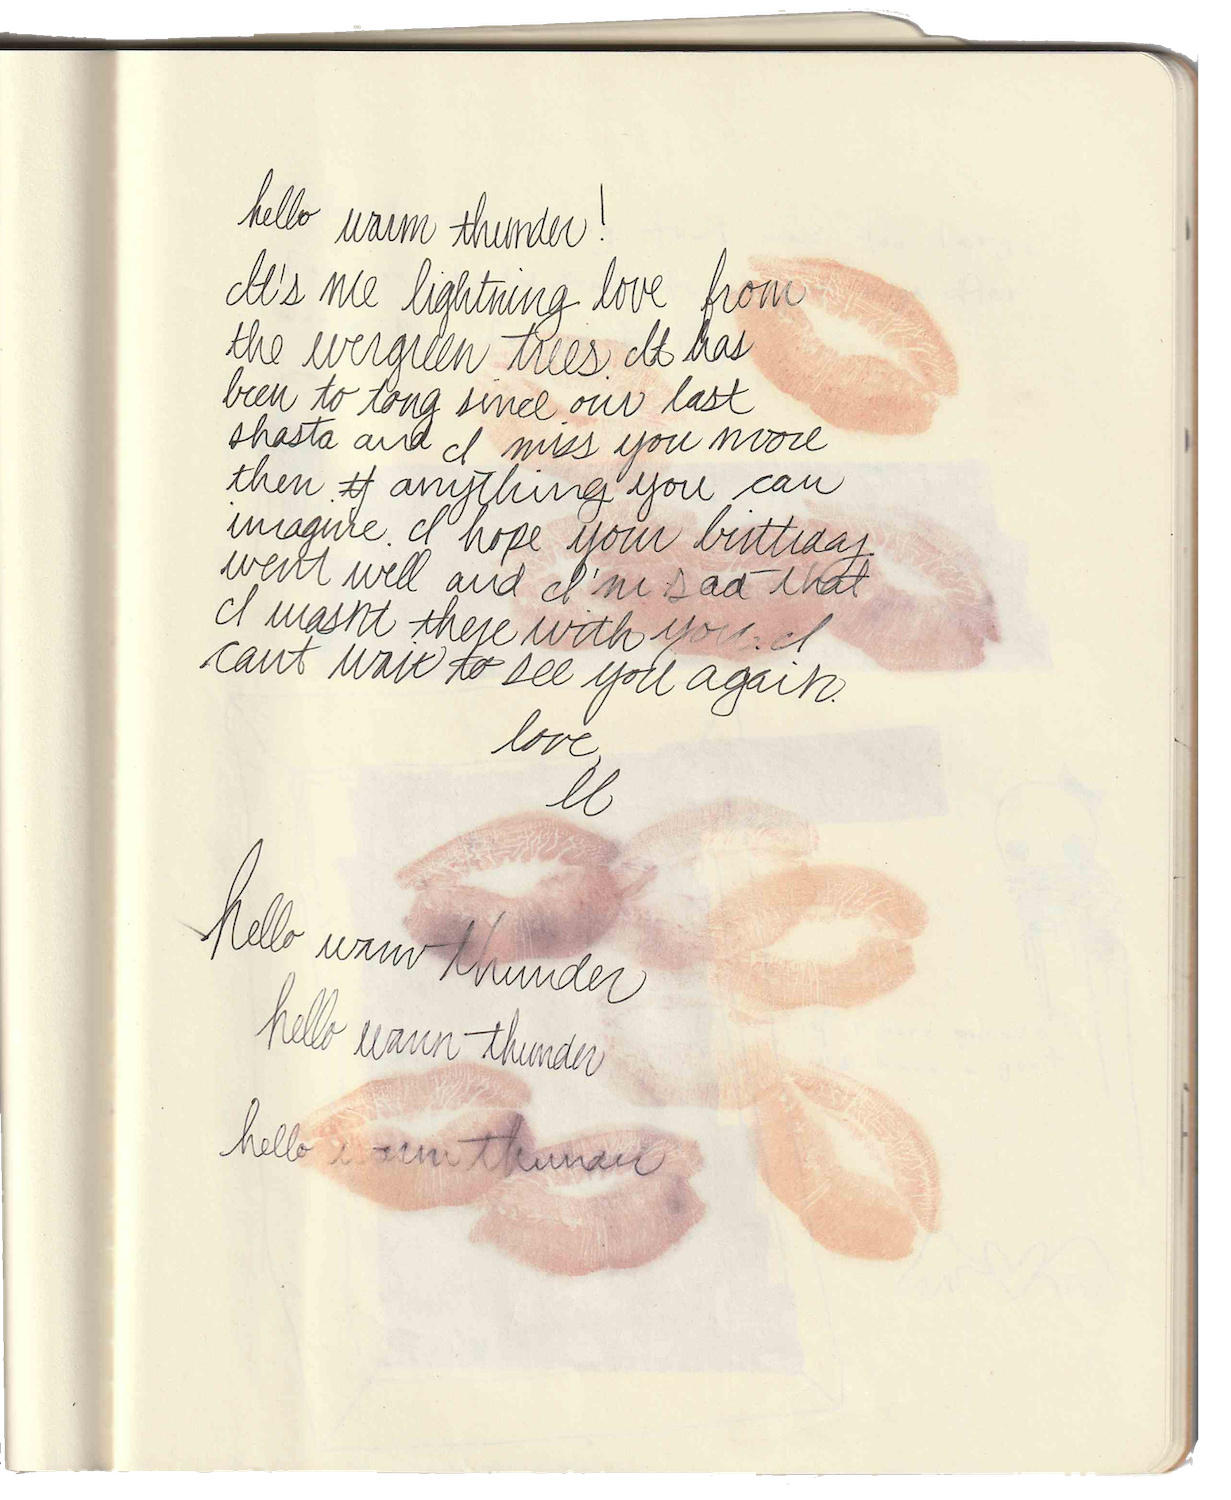 hello warm thunder!
It's me lightning love from
the evergreen trees. It has
been to long since our last
shasta and I miss you more
then anything you can
imagine. I hope your birthday
went well and I'm sad that
I wasnt there with you. I
cant wait to see you again.
love,
ll
hello warm thunder
hello warm thunder
hello warm thunder